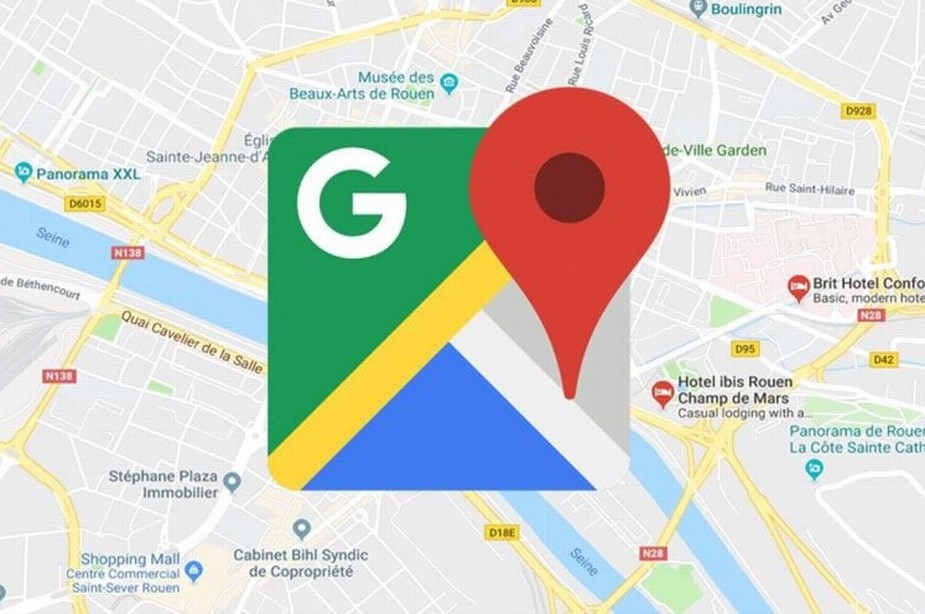 Boulingrin
Rue Beauvoisine
Rue Louis Ricard
Musée des
Beaux-Arts de Rouen
D928
Sainte-Jeanne-d'A
de-Ville Garden
Panorama XXL
Vivien
Rue Saint-Hilaire
D6015
Seine
N138
G
de Béthencourt
Brit Hotel Confo
Basic, modern hote
N28
Quai Cavelier de la Salle
D95
D42
N138
Hotel ibis Rouen
Champ de Mars
Casual lodging with a...
Panorama de Rouen
La Côte Sainte Cath
Stéphane Plaza
Immobilier
D18E
Cabinet Bihl Syndic
de Copropriété
N28
Seine
Shopping Mall
Centre Commercial
Saint-Sever Rouen